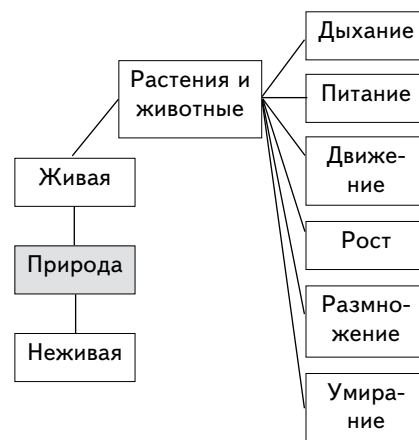 Дыхание
Растения и
животные
Питание
Движе-
ние
Живая
Рост
Природа
Размно-
жение
Неживая
Умира-
ние